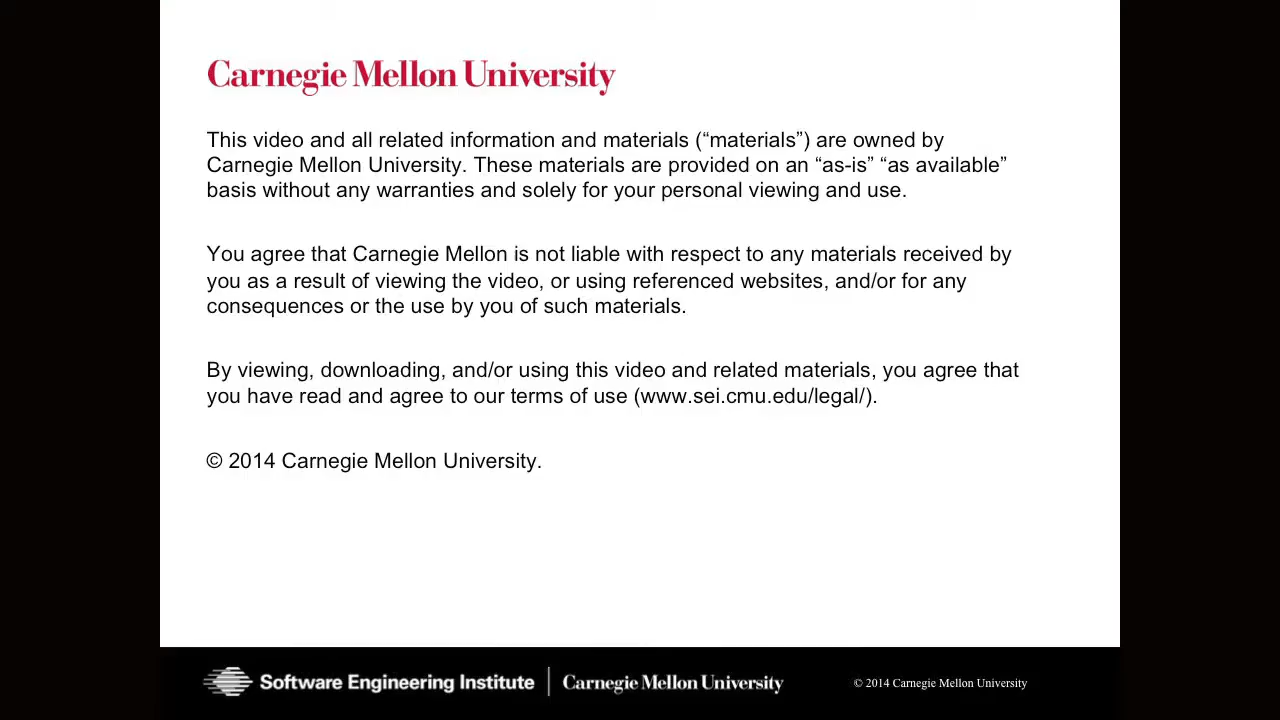 Carnegie Mellon University
This video and all related information and materials (“materials”) are owned by
Carnegie Mellon University. These materials are provided on an “as-is” “as available”
basis without any warranties and solely for your personal viewing and use.
You agree that Carnegie Mellon is not liable with respect to any materials received by
you as a result of viewing the video, or using referenced websites, and/or for any
consequences or the use by you of such materials.
By viewing, downloading, and/or using this video and related materials, you agree that
you have read and agree to our terms of use (www.sei.cmu.edu/legal/).
© 2014 Carnegie Mellon University.
Software Engineering Institute | Carnegie Mellon University
© 2014 Carnegie Mellon University